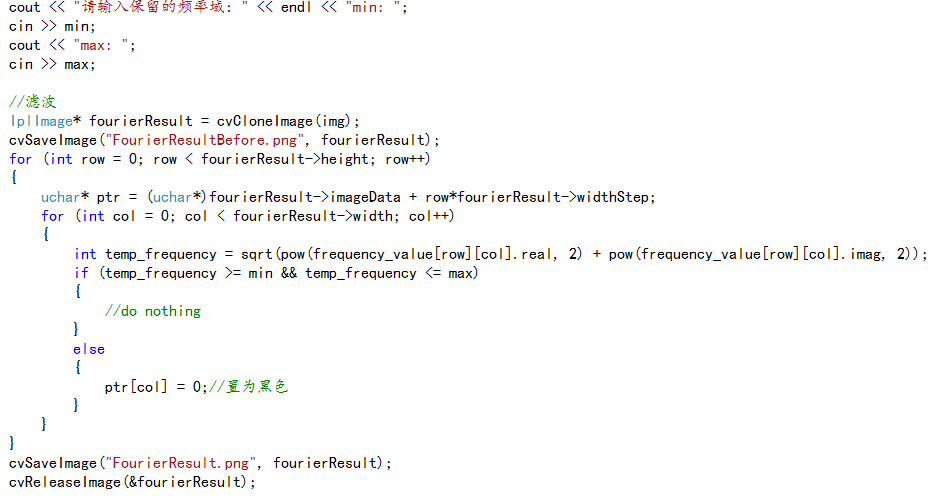 cout << "请输入保留的频率域：" << endl << "min: ";
cin >> min;
cout << "max: ";
cin >> max;
//滤波
IplImage* fourierResult = cvCloneImage(img);
cvSaveImage("FourierResultBefore.png", fourierResult);
for (int row = 0; row < fourierResult->height; row++)
{
uchar* ptr = (uchar*)fourierResult->imageData + row*fourierResult->widthStep;
for (int col = 0; col < fourierResult->width; col++)
{
int temp_frequency = sqrt(pow(frequency_value[row][col].real, 2) + pow(frequency_value[row][col].imag, 2));
if (temp_frequency >= min && temp_frequency <= max)
{
//do nothing
}
else
{
ptr[col] = 0;//置为黑色
}
}
}
cvSaveImage("FourierResult.png", fourierResult);
cvReleaseImage(&fourierResult);